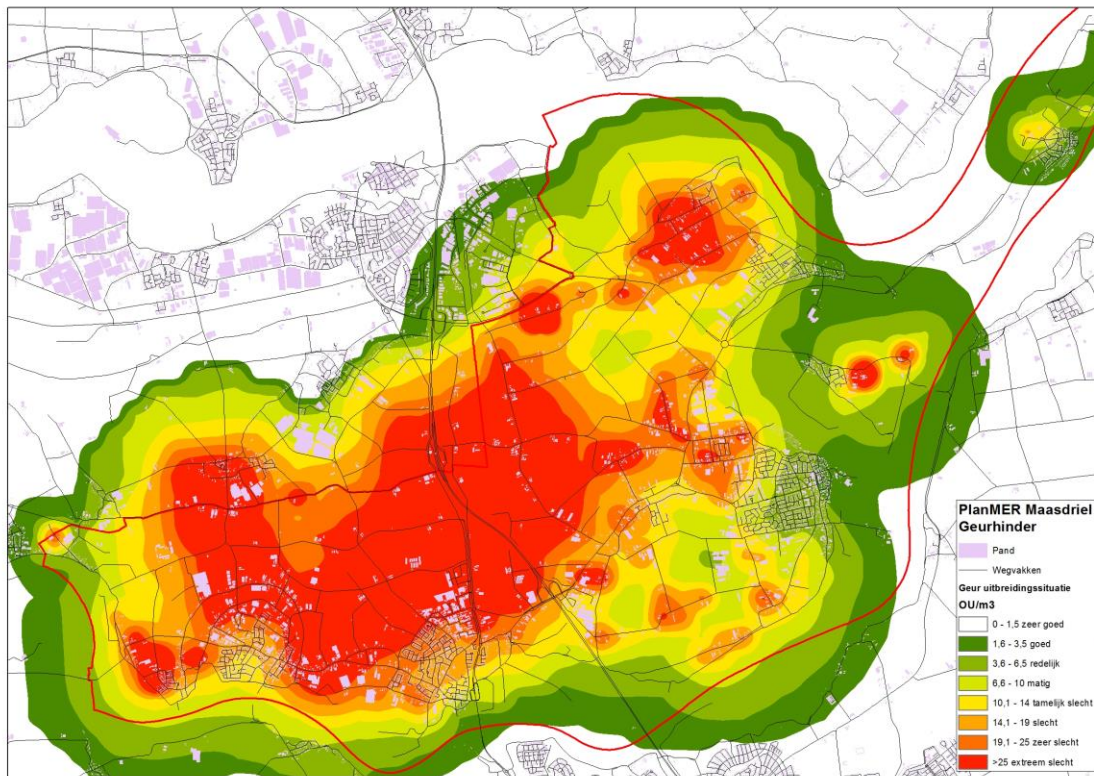 PlanMER Maasdriel
Geurhinder
Pand
Wegvakken
Geur uitbreidingssituatie
OU/m3
0 - 1,5 zeer goed
1,6 - 3,5 goed
3,6 - 6,5 redelijk
6,6 - 10 matig
10,1 - 14 tamelijk slecht
14,1 - 19 slecht
19,1 - 25 zeer slecht
>25 extreem slecht